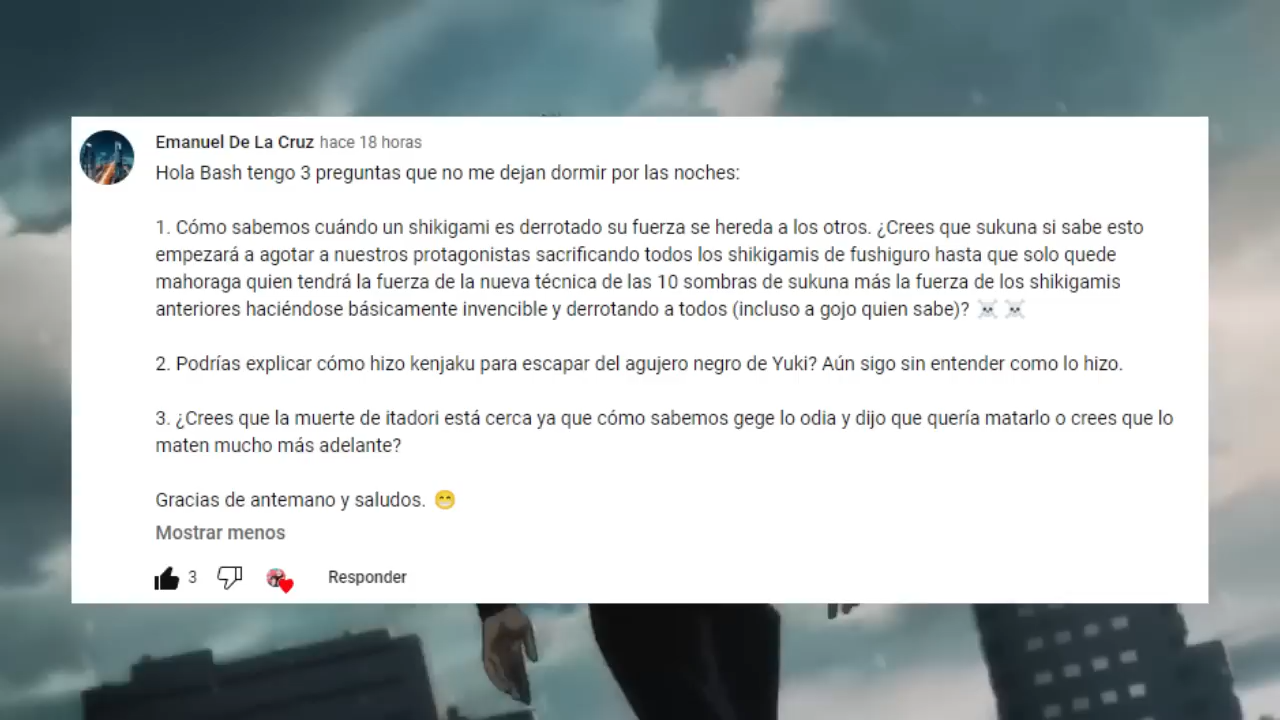 Emanuel De La Cruz hace 18 horas
Hola Bash tengo 3 preguntas que no me dejan dormir por las noches:
1. Cómo sabemos cuándo un shikigami es derrotado su fuerza se hereda a los otros. ¿Crees que sukuna si sabe esto
empezará a agotar a nuestros protagonistas sacrificando todos los shikigamis de fushiguro hasta que solo quede
mahoraga quien tendrá la fuerza de la nueva técnica de las 10 sombras de sukuna más la fuerza de los shikigamis
anteriores haciéndose básicamente invencible y derrotando a todos (incluso a gojo quien sabe)? ☠️ ☠️
2. Podrías explicar cómo hizo kenjaku para escapar del agujero negro de Yuki? Aún sigo sin entender como lo hizo.
3. ¿Crees que la muerte de itadori está cerca ya que cómo sabemos gege lo odia y dijo que quería matarlo o crees que lo
maten mucho más adelante?
Gracias de antemano y saludos. 😁
Mostrar menos
3 Responder